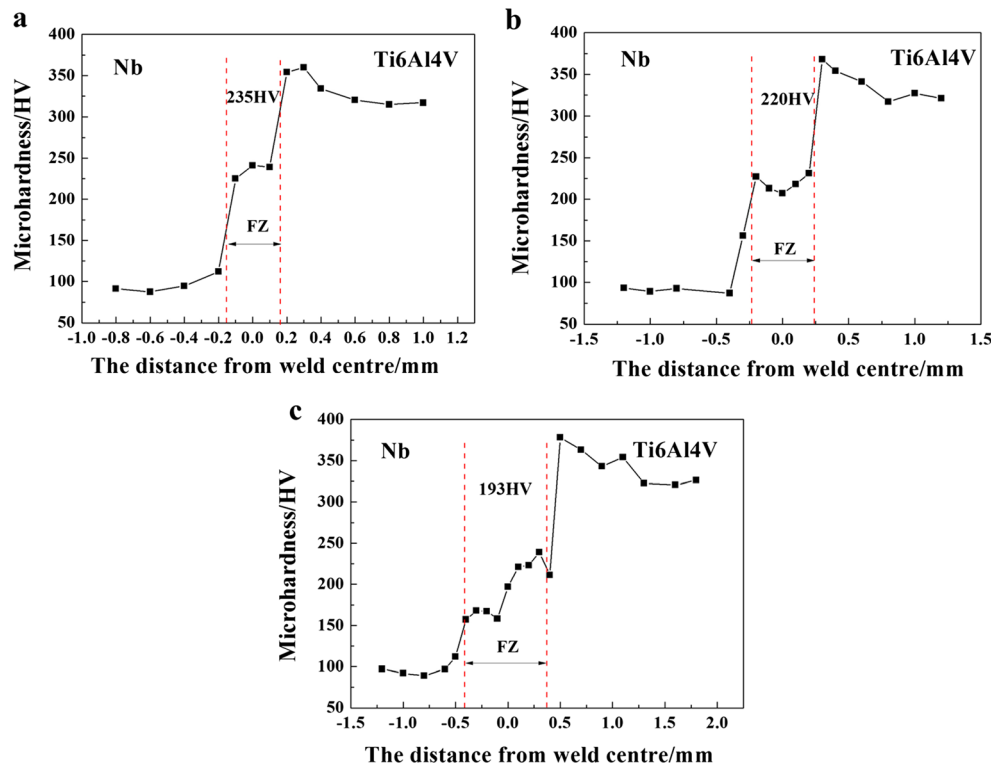 a
400
350
300
250
200
150
100
50
Microhardness/HV
Nb
Ti6Al4V
235HV
FZ
-1.0 -0.8 -0.6 -0.4 -0.2 0.0 0.2 0.4 0.6 0.8 1.0 1.2
The distance from weld centre/mm
b
400
350
300
250
200
150
100
50
Microhardness/HV
Nb
Ti6Al4V
220HV
FZ
-1.5 -1.0 -0.5 0.0 0.5 1.0 1.5
The distance from weld centre/mm
c
400
350
300
250
200
150
100
50
Microhardness/HV
Nb
Ti6Al4V
193HV
FZ
-1.5 -1.0 -0.5 0.0 0.5 1.0 1.5 2.0
The distance from weld centre/mm